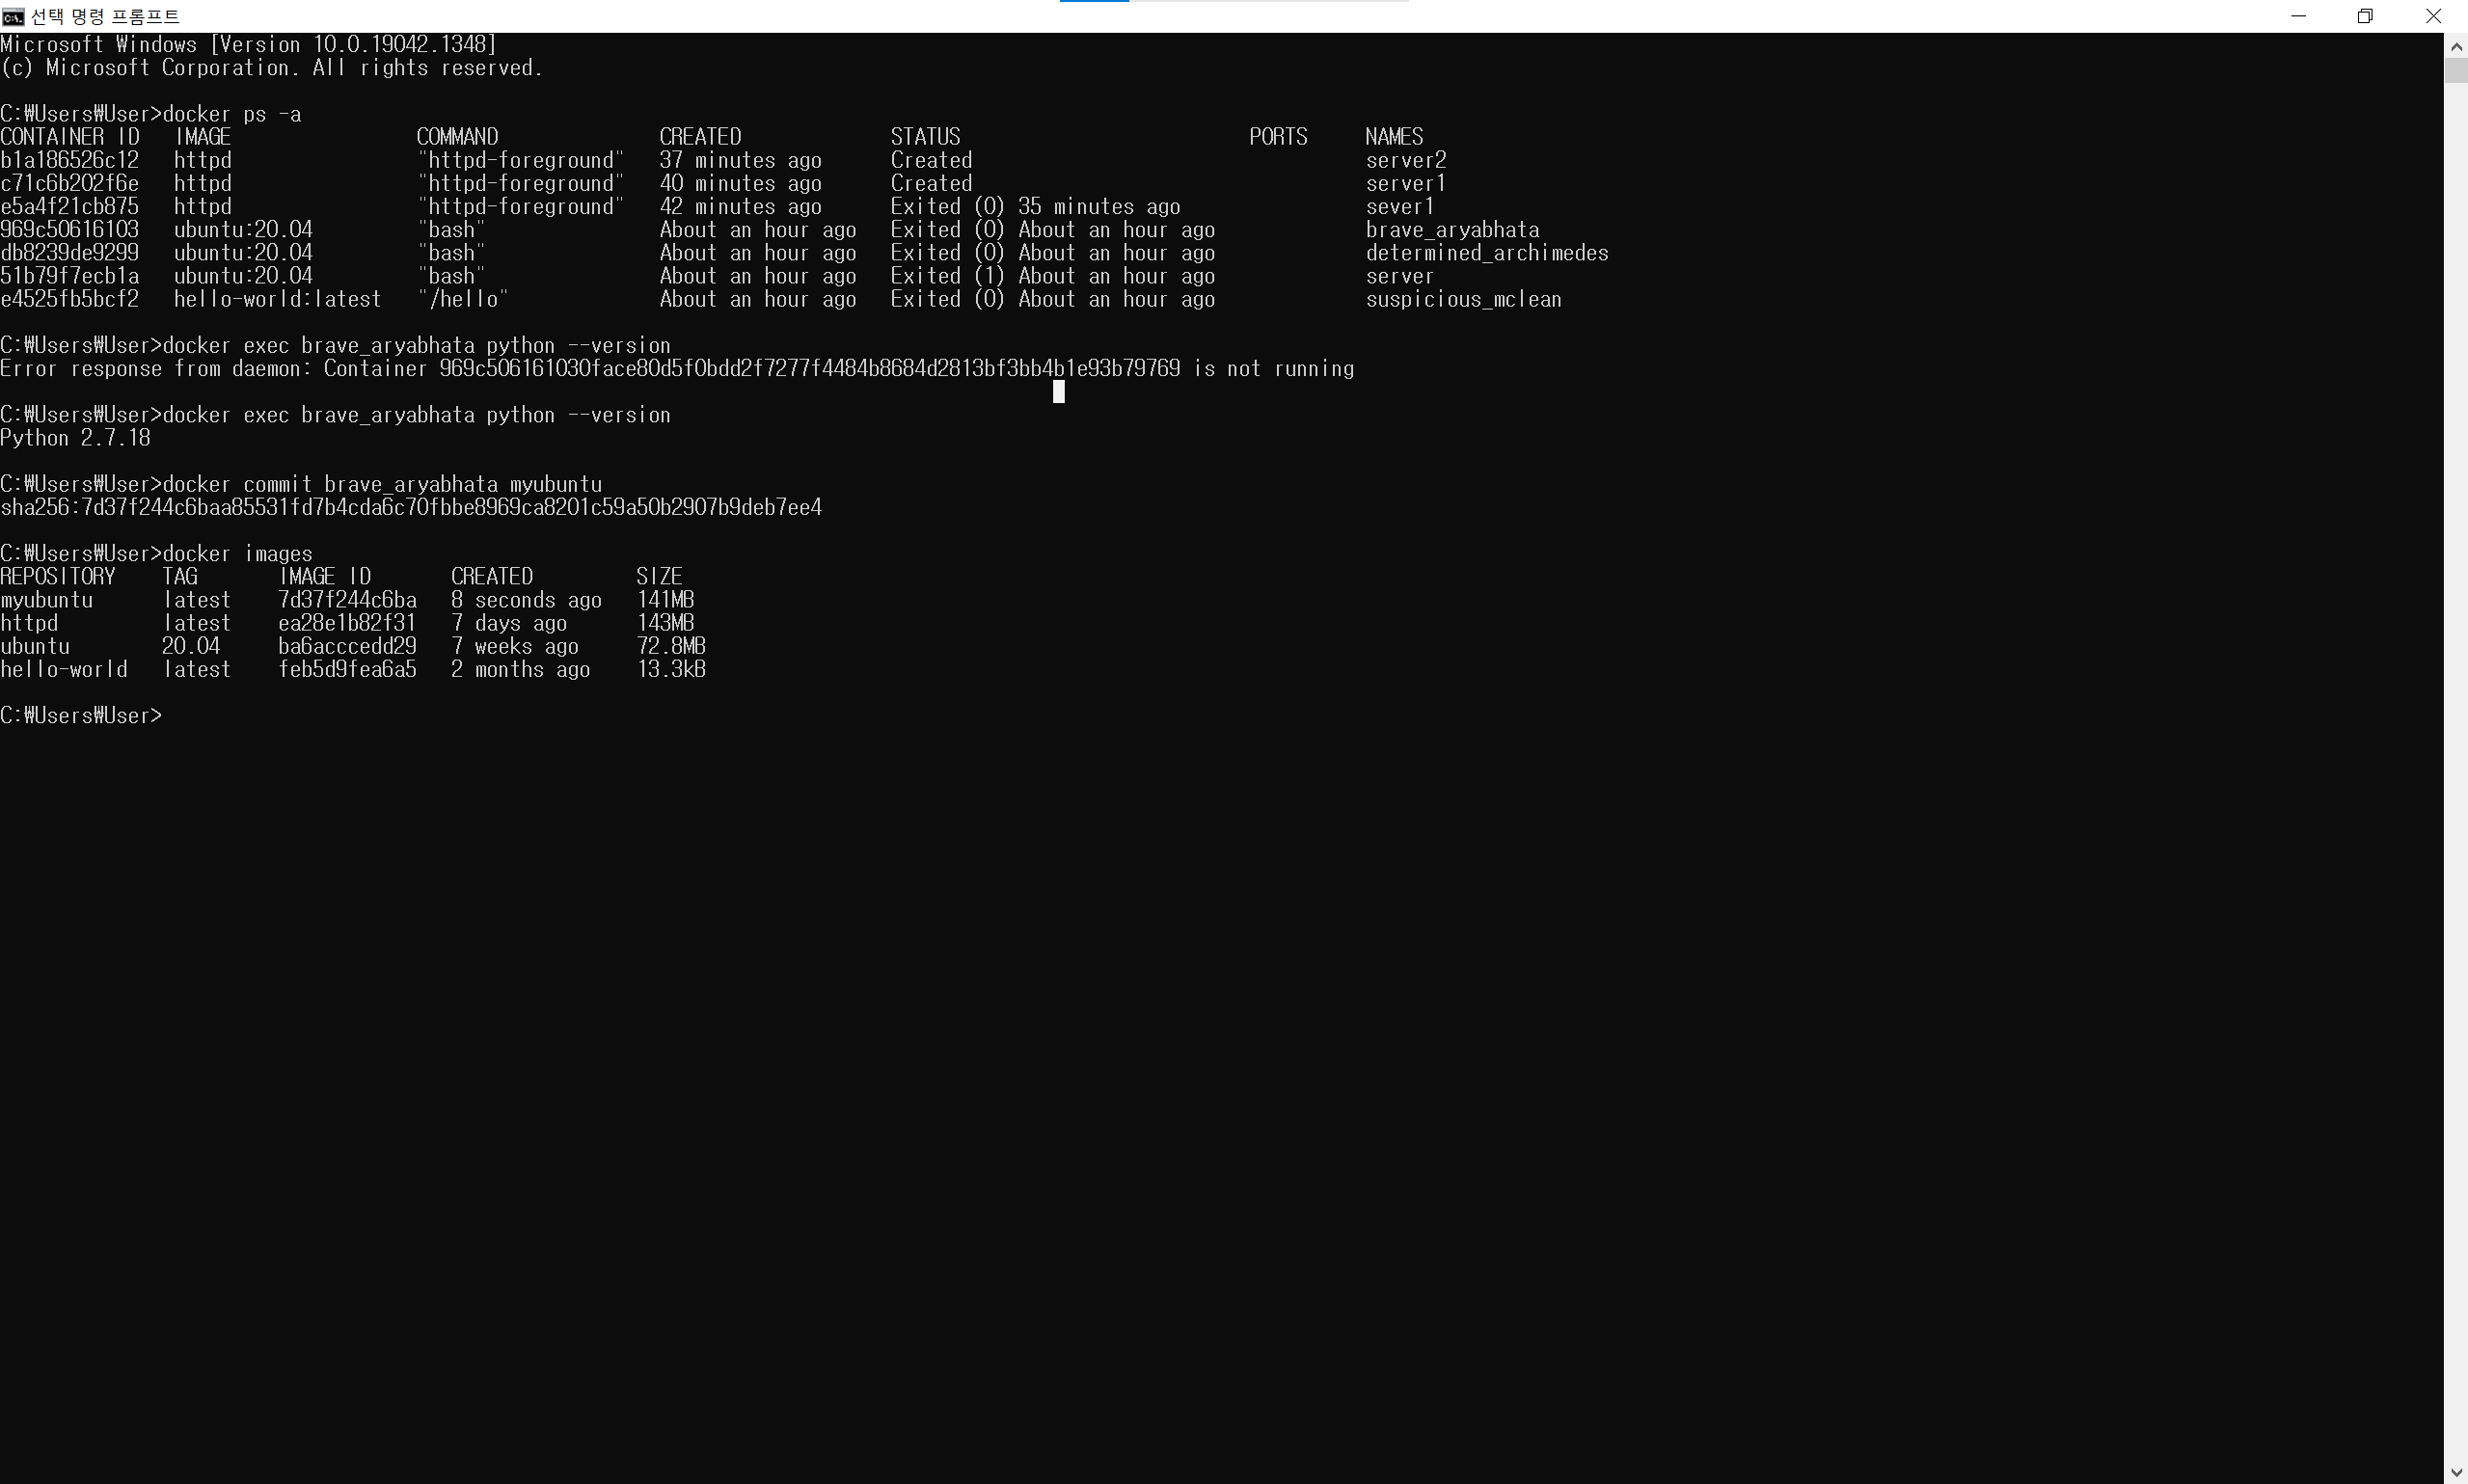 선택 명령 프롬프트
Microsoft Windows [Version 10.0.19042.1348]
(c) Microsoft Corporation. All rights reserved.
C:₩Users₩User>docker ps -a
CONTAINER ID   IMAGE                COMMAND              CREATED             STATUS                         PORTS     NAMES
b1a186526c12   httpd                "httpd-foreground"   37 minutes ago      Created                                  server2
c71c6b202f6e   httpd                "httpd-foreground"   40 minutes ago      Created                                  server1
e5a4f21cb875   httpd                "httpd-foreground"   42 minutes ago      Exited (0) 35 minutes ago                sever1
969c50616103   ubuntu:20.04         "bash"               About an hour ago   Exited (0) About an hour ago             brave_aryabhata
db8239de9299   ubuntu:20.04         "bash"               About an hour ago   Exited (0) About an hour ago             determined_archimedes
51b79f7ecb1a   ubuntu:20.04         "bash"               About an hour ago   Exited (1) About an hour ago             server
e4525fb5bcf2   hello-world:latest   "/hello"             About an hour ago   Exited (0) About an hour ago             suspicious_mclean
C:₩Users₩User>docker exec brave_aryabhata python --version
Error response from daemon: Container 969c506161030face80d5f0bdd2f7277f4484b8684d2813bf3bb4b1e93b79769 is not running
C:₩Users₩User>docker exec brave_aryabhata python --version
Python 2.7.18
C:₩Users₩User>docker commit brave_aryabhata myubuntu
sha256:7d37f244c6baa85531fd7b4cda6c70fbbe8969ca8201c59a50b2907b9deb7ee4
C:₩Users₩User>docker images
REPOSITORY    TAG       IMAGE ID       CREATED         SIZE
myubuntu      latest    7d37f244c6ba   8 seconds ago   141MB
httpd         latest    ea28e1b82f31   7 days ago      143MB
ubuntu        20.04     ba6acccedd29   7 weeks ago     72.8MB
hello-world   latest    feb5d9fea6a5   2 months ago    13.3kB
C:₩Users₩User>